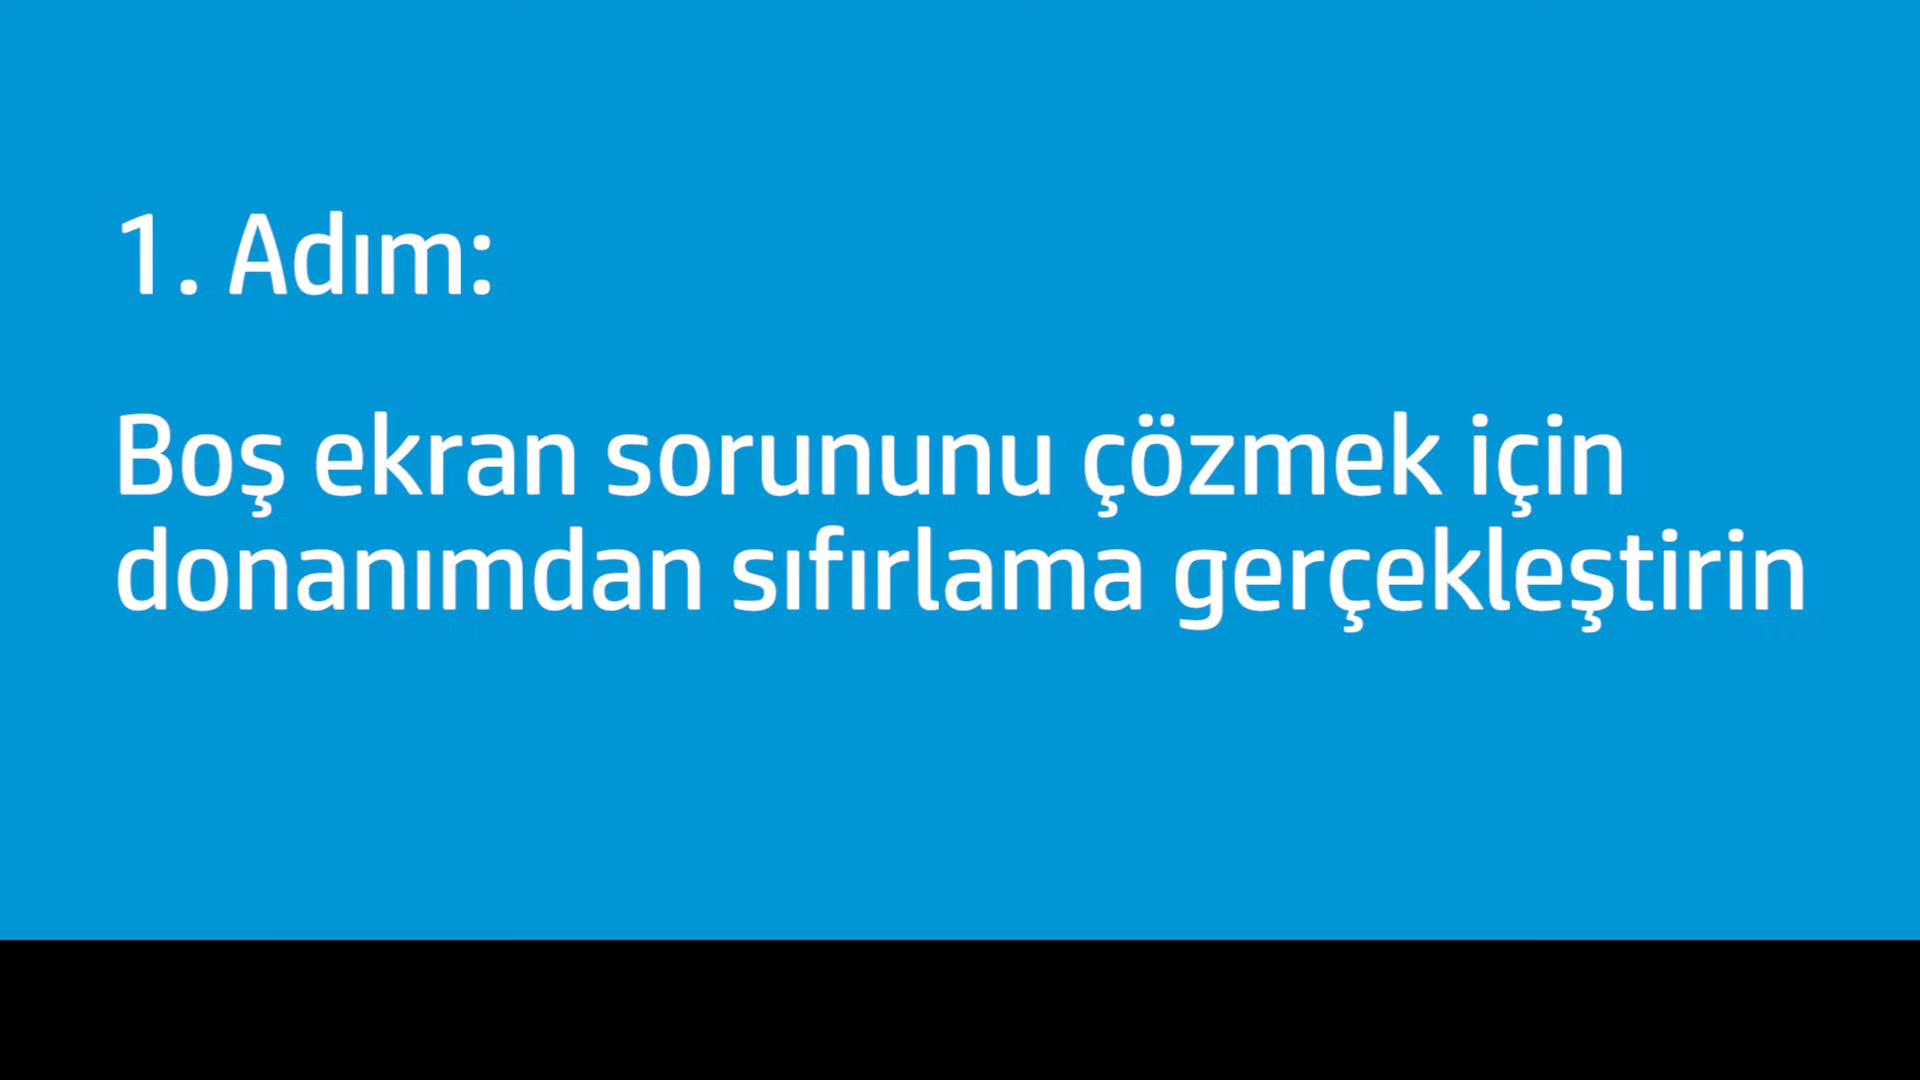 1. Adım:
Boş ekran sorununu çözmek için
donanımdan sıfırlama gerçekleştirin